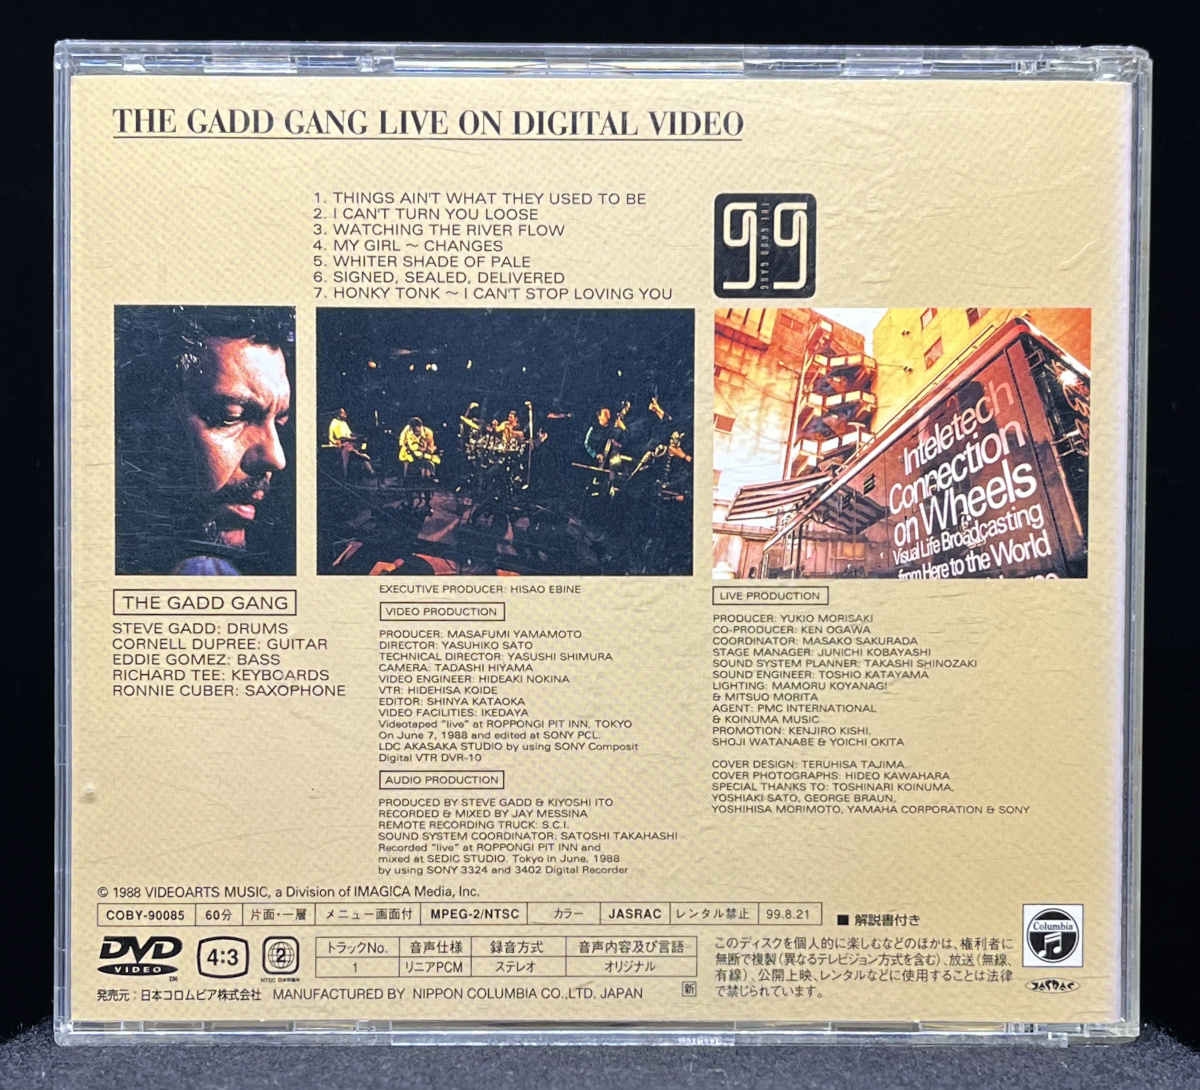 THE GADD GANG LIVE ON DIGITAL VIDEO
1. THINGS AIN'T WHAT THEY USED TO BE
2. I CAN'T TURN YOU LOOSE
3. WATCHING THE RIVER FLOW
4. MY GIRL ~ CHANGES
5. WHITER SHADE OF PALE
6. SIGNED, SEALED, DELIVERED
7. HONKY TONK ~ I CAN'T STOP LOVING YOU
THE GADD GANG
Inteletech
Connection
on Wheels
Visual Life Broadcasting
from Here to the World
THE GADD GANG
STEVE GADD: DRUMS
CORNELL DUPREE: GUITAR
EDDIE GOMEZ: BASS
RICHARD TEE: KEYBOARDS
RONNIE CUBER: SAXOPHONE
EXECUTIVE PRODUCER: HISAO EBINE
VIDEO PRODUCTION
PRODUCER: MASAFUMI YAMAMOTO
DIRECTOR: YASUHIKO SATO
TECHNICAL DIRECTOR: YASUSHI SHIMURA
CAMERA: TADASHI HIYAMA
VIDEO ENGINEER: HIDEAKI NOKINA
VTR: HIDEHISA KOIDE
EDITOR: SHINYA KATAOKA
VIDEO FACILITIES: IKEDAYA
Videotaped "live" at ROPPONGI PIT INN, TOKYO
On June 7, 1988 and edited at SONY PCL.
LDC AKASAKA STUDIO by using SONY Composit
Digital VTR DVR-10
AUDIO PRODUCTION
PRODUCED BY STEVE GADD & KIYOSHI ITO
RECORDED & MIXED BY JAY MESSINA
REMOTE RECORDING TRUCK: S.C.I.
SOUND SYSTEM COORDINATOR: SATOSHI TAKAHASHI
Recorded "live" at ROPPONGI PIT INN and
mixed at SEDIC STUDIO. Tokyo in June, 1988
by using SONY 3324 and 3402 Digital Recorder
LIVE PRODUCTION
PRODUCER: YUKIO MORISAKI
CO-PRODUCER: KEN OGAWA
COORDINATOR: MASAKO SAKURADA
STAGE MANAGER: JUNICHI KOBAYASHI
SOUND SYSTEM PLANNER: TAKASHI SHINOZAKI
SOUND ENGINEER: TOSHIO KATAYAMA
LIGHTING: MAMORU KOYANAGI
& MITSUO MORITA
AGENT: PMC INTERNATIONAL
& KOINUMA MUSIC
PROMOTION: KENJIRO KISHI,
SHOJI WATANABE & YOICHI OKITA
COVER DESIGN: TERUHISA TAJIMA
COVER PHOTOGRAPHS: HIDEO KAWAHARA
SPECIAL THANKS TO: TOSHINARI KOINUMA,
YOSHIAKI SATO, GEORGE BRAUN,
YOSHIHISA MORIMOTO, YAMAHA CORPORATION & SONY
© 1988 VIDEOARTS MUSIC, a Division of IMAGICA Media, Inc.
COBY-90085 60分 片面・一層 メニュー画面付 MPEG-2/NTSC カラー JASRAC レンタル禁止 99.8.21 ■ 解説書付き
DVD VIDEO TM
4:3
2
NTSC 日本市場向
トラックNo. 音声仕様 録音方式 音声内容及び言語
1 リニアPCM ステレオ オリジナル
このディスクを個人的に楽しむなどのほかは、権利者に
無断で複製(異なるテレビジョン方式を含む)、放送(無線、
有線)、公開上映、レンタルなどに使用することは法律
で禁じられています。
Columbia
JASRAC
発売元:日本コロムビア株式会社 MANUFACTURED BY NIPPON COLUMBIA CO.,LTD. JAPAN 新